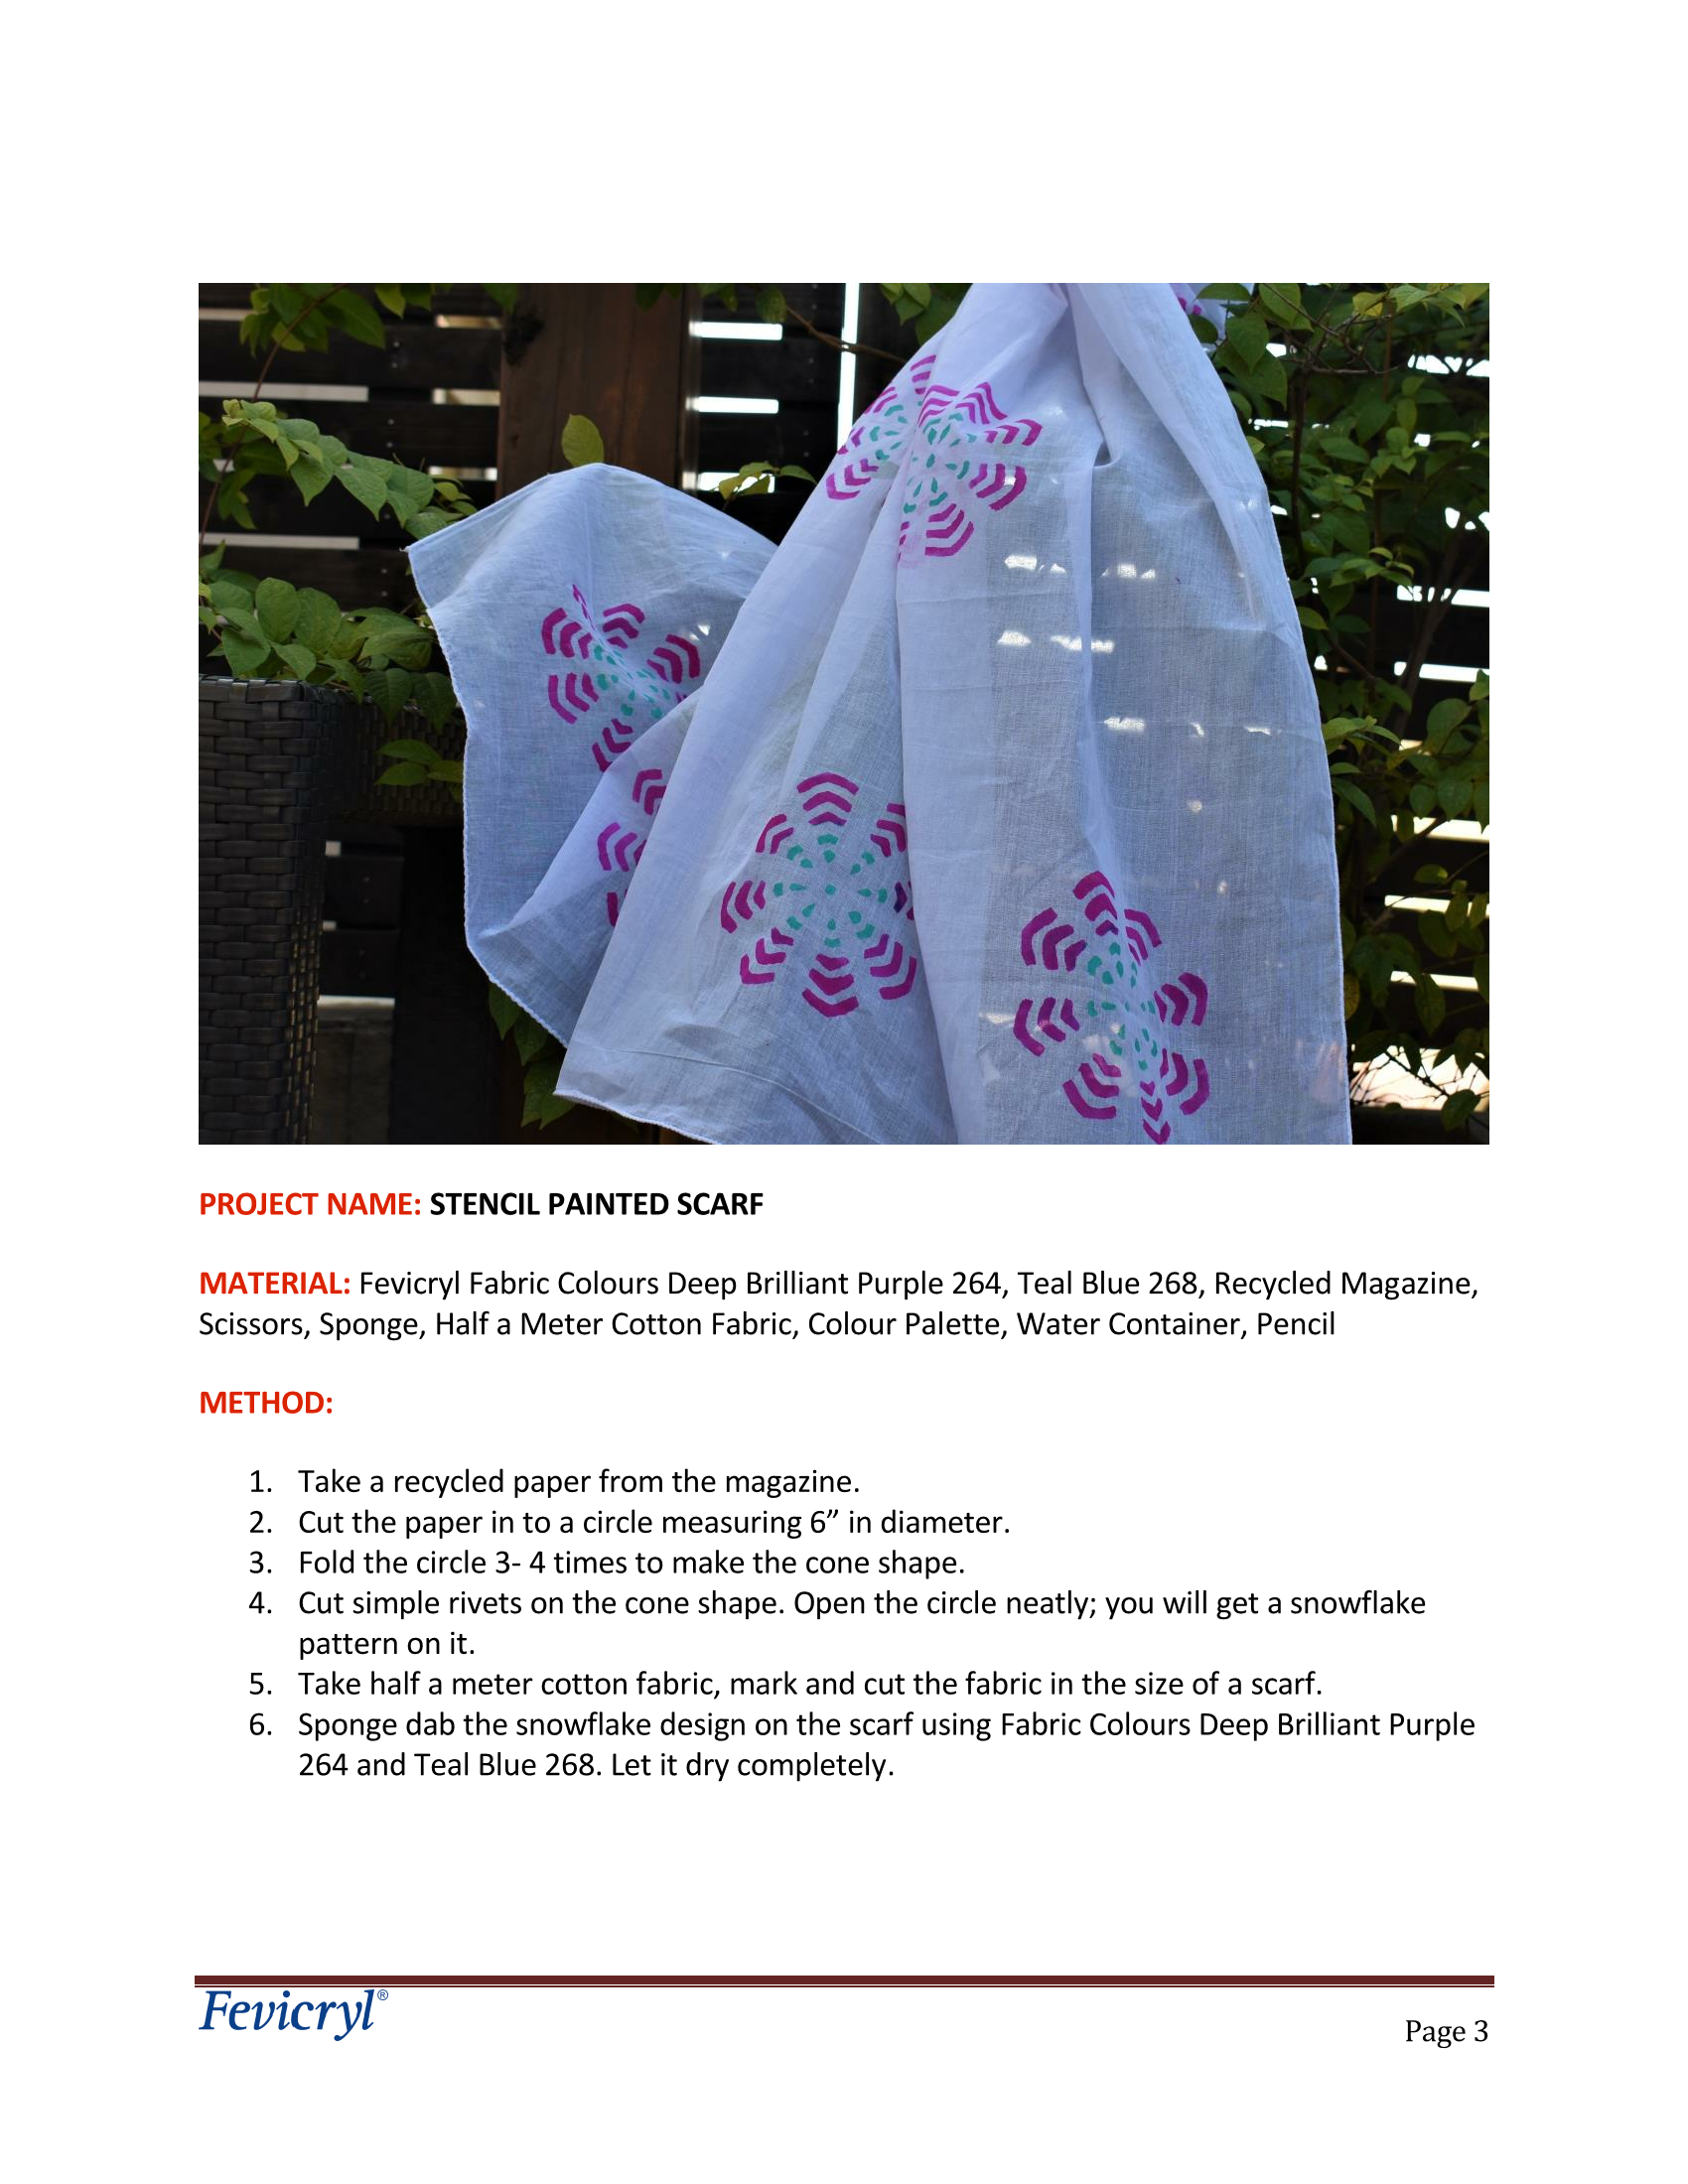 PROJECT NAME: STENCIL PAINTED SCARF
MATERIAL: Fevicryl Fabric Colours Deep Brilliant Purple 264, Teal Blue 268, Recycled Magazine,
Scissors, Sponge, Half a Meter Cotton Fabric, Colour Palette, Water Container, Pencil
METHOD:
1. Take a recycled paper from the magazine.
2. Cut the paper in to a circle measuring 6” in diameter.
3. Fold the circle 3- 4 times to make the cone shape.
4. Cut simple rivets on the cone shape. Open the circle neatly; you will get a snowflake
pattern on it.
5. Take half a meter cotton fabric, mark and cut the fabric in the size of a scarf.
6. Sponge dab the snowflake design on the scarf using Fabric Colours Deep Brilliant Purple
264 and Teal Blue 268. Let it dry completely.
Fevicryl®
Page 3